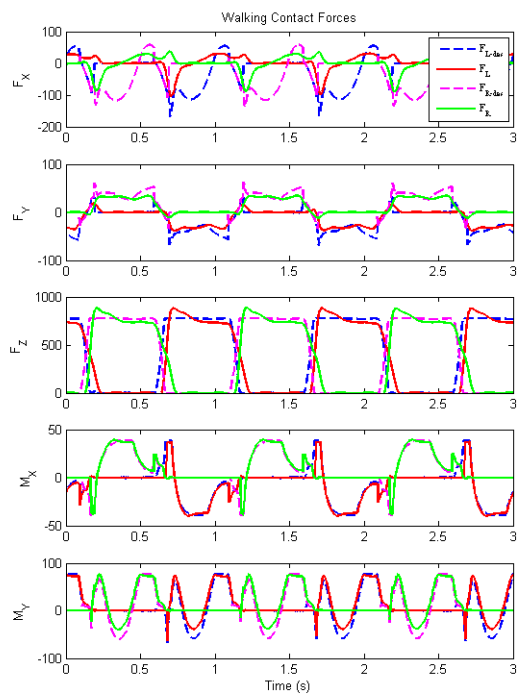 Walking Contact Forces
100
0
-100
-200
F_X
0 0.5 1 1.5 2 2.5 3
F_L-des
F_L
F_R-des
F_R
100
0
-100
F_Y
0 0.5 1 1.5 2 2.5 3
1000
500
0
F_Z
0 0.5 1 1.5 2 2.5 3
50
0
-50
M_X
0 0.5 1 1.5 2 2.5 3
100
0
-100
M_Y
0 0.5 1 1.5 2 2.5 3
Time (s)